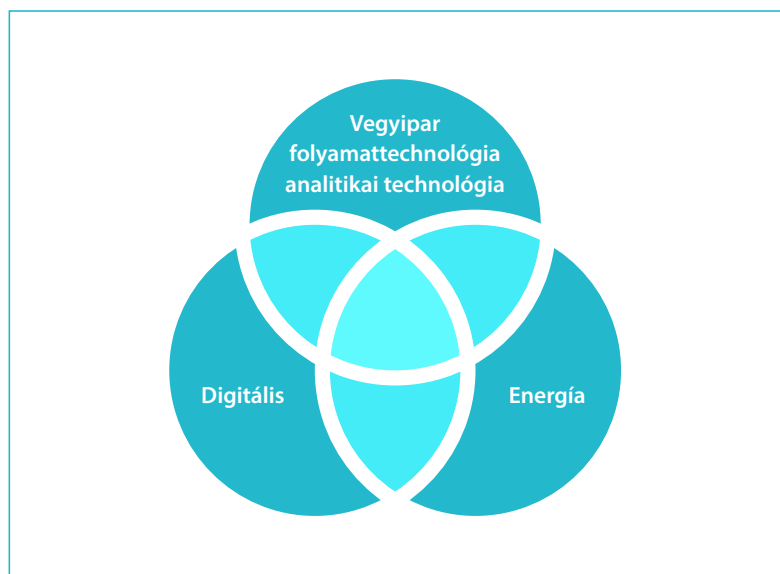 Vegyipar
folyamattechnológia
analitikai technológia
Digitális
Energía